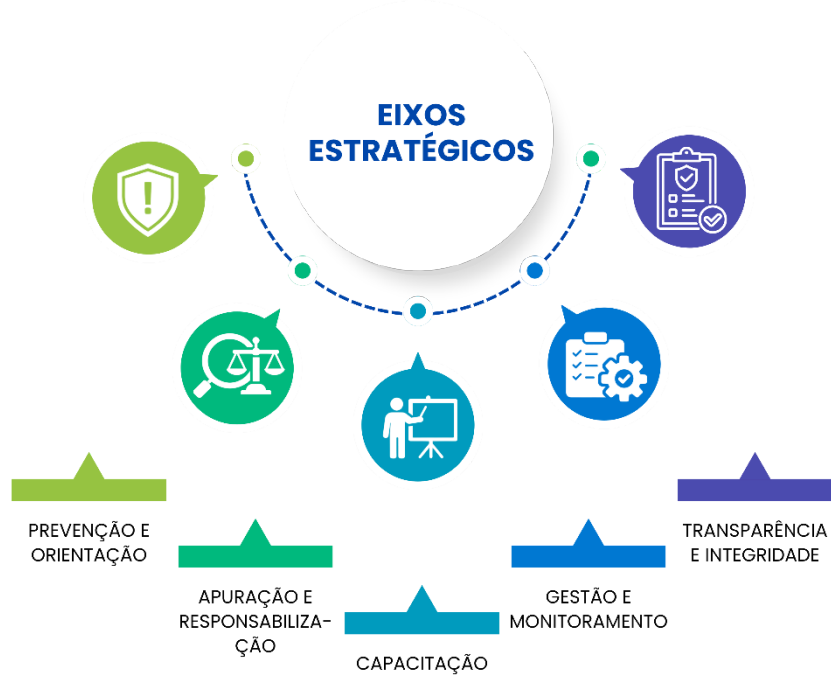 EIXOS
ESTRATÉGICOS
PREVENÇÃO E
ORIENTAÇÃO
APURAÇÃO E
RESPONSABILIZA-
ÇÃO
CAPACITAÇÃO
GESTÃO E
MONITORAMENTO
TRANSPARÊNCIA
E INTEGRIDADE